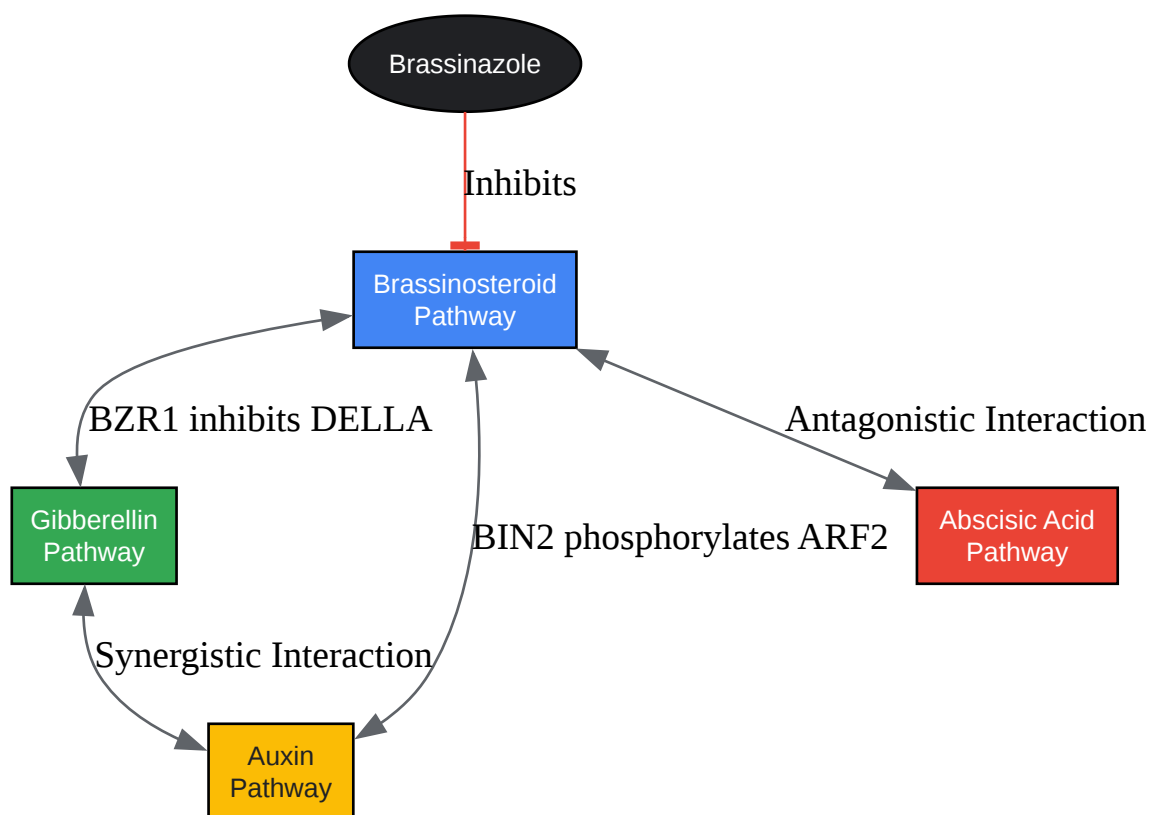 Brassinazole
Inhibits
Brassinosteroid
Pathway
BZR1 inhibits DELLA
Antagonistic Interaction
Gibberellin
Pathway
BIN2 phosphorylates ARF2
Abscisic Acid
Pathway
Synergistic Interaction
Auxin
Pathway